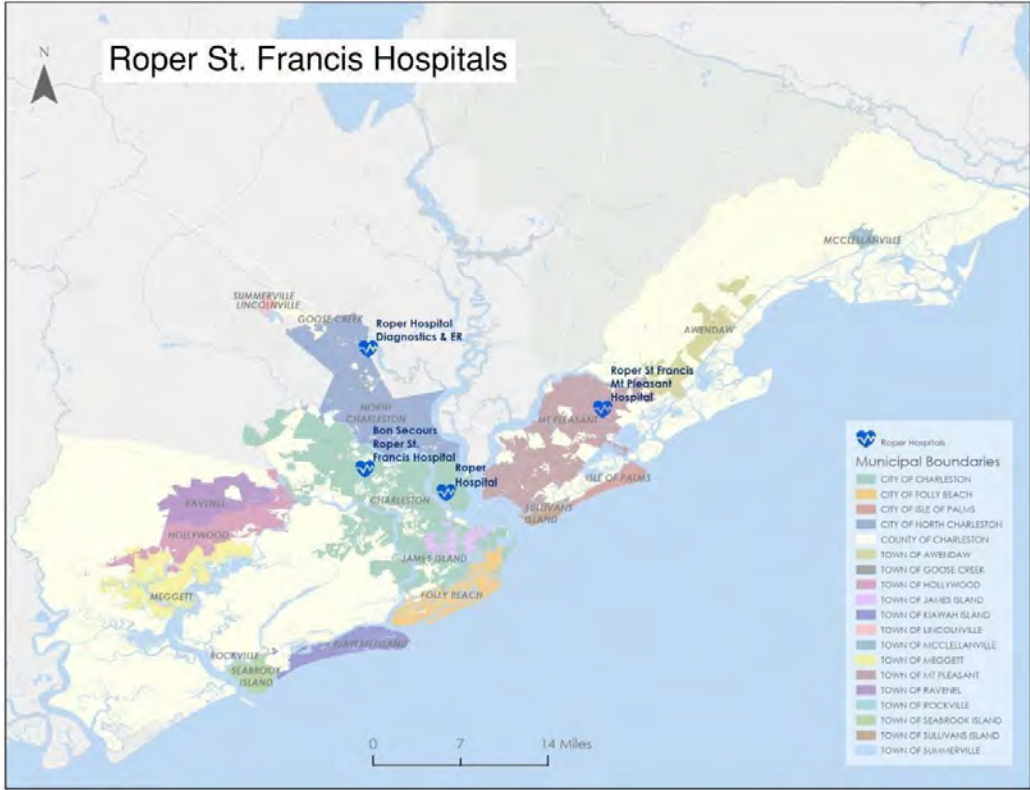 Roper St. Francis Hospitals
N
MCCLELLANVILLE
SUMMERVILLE
LINCOLNVILLE
GOOSE CREEK
Roper Hospital
Diagnostics & ER
AWENDAW
Roper St Francis
Mt Pleasant
Hospital
MT PLEASANT
NORTH
CHARLESTON
Bon Secours
Roper St.
Francis Hospital
Roper
Hospital
ISLE OF PALMS
CHARLESTON
SULLIVANS
ISLAND
RAVENEL
HOLLYWOOD
JAMES ISLAND
MEGGETT
FOLLY BEACH
KIAWAH ISLAND
ROCKVILLE
SEABROOK
ISLAND
0 7 14 Miles
Roper Hospitals
Municipal Boundaries
CITY OF CHARLESTON
CITY OF FOLLY BEACH
CITY OF ISLE OF PALMS
CITY OF NORTH CHARLESTON
COUNTY OF CHARLESTON
TOWN OF AWENDAW
TOWN OF GOOSE CREEK
TOWN OF HOLLYWOOD
TOWN OF JAMES ISLAND
TOWN OF KIAWAH ISLAND
TOWN OF LINCOLNVILLE
TOWN OF MCCLELLANVILLE
TOWN OF MEGGETT
TOWN OF MT PLEASANT
TOWN OF RAVENEL
TOWN OF ROCKVILLE
TOWN OF SEABROOK ISLAND
TOWN OF SULLIVANS ISLAND
TOWN OF SUMMERVILLE